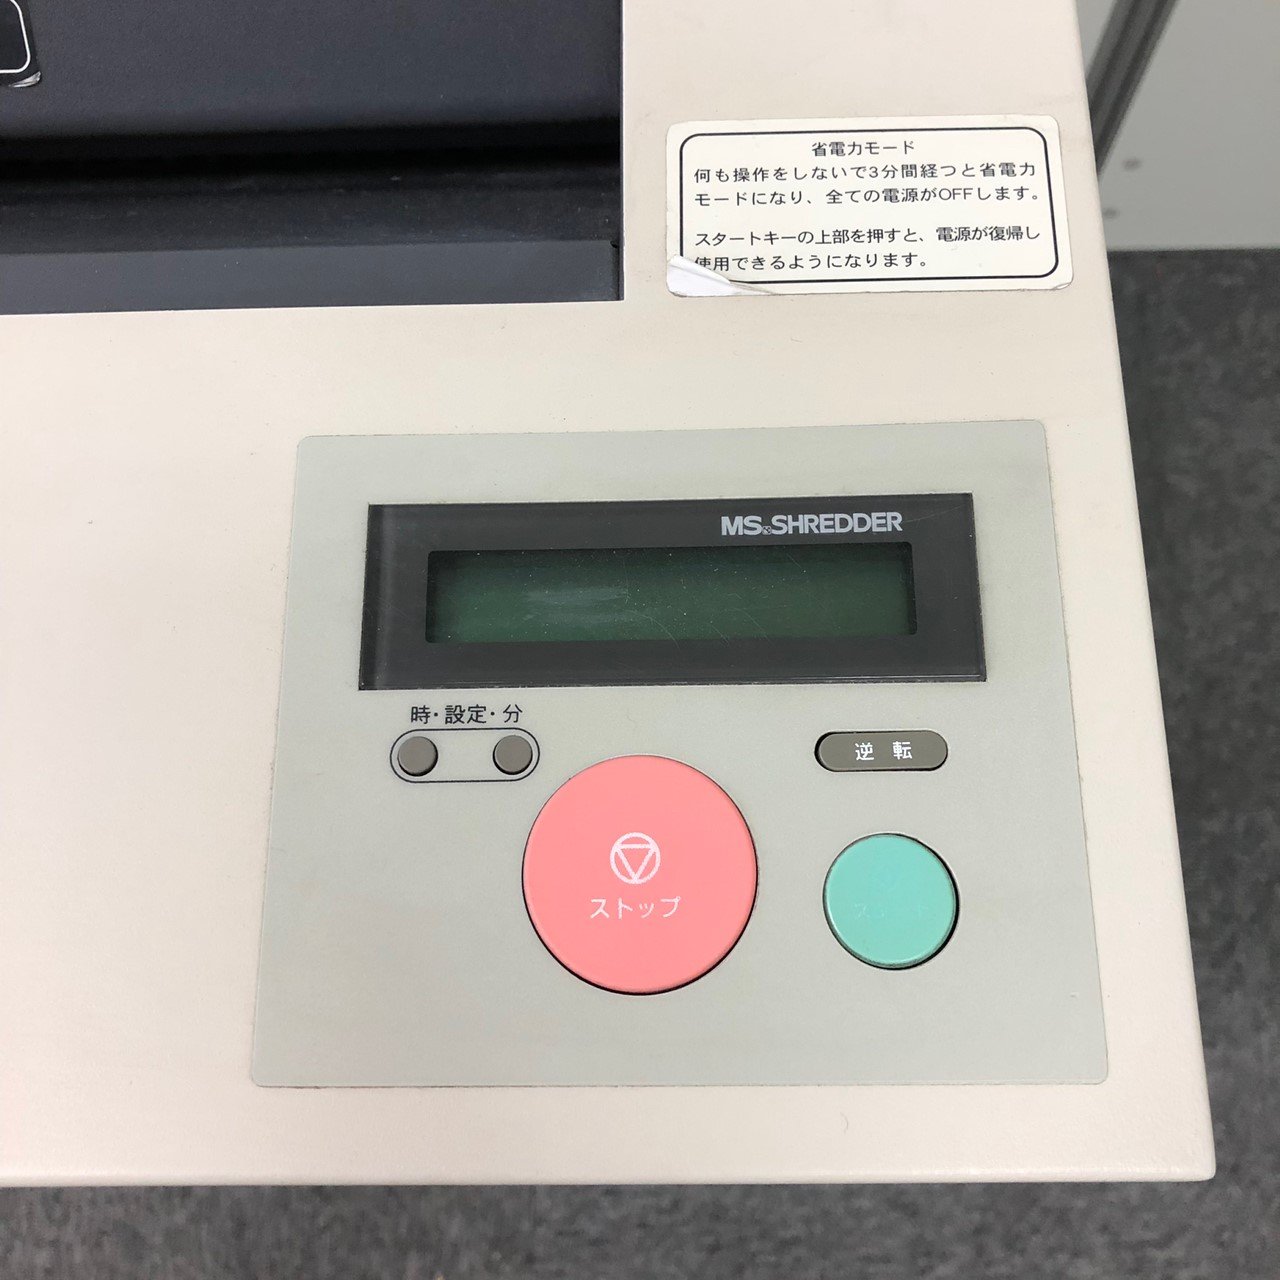 省電力モード
何も操作をしないで3分間経つと省電力
モードになり、全ての電源がOFFします。
スタートキーの上部を押すと、電源が復帰し
使用できるようになります。
MS SHREDDER
時・設定・分
逆転
ストップ